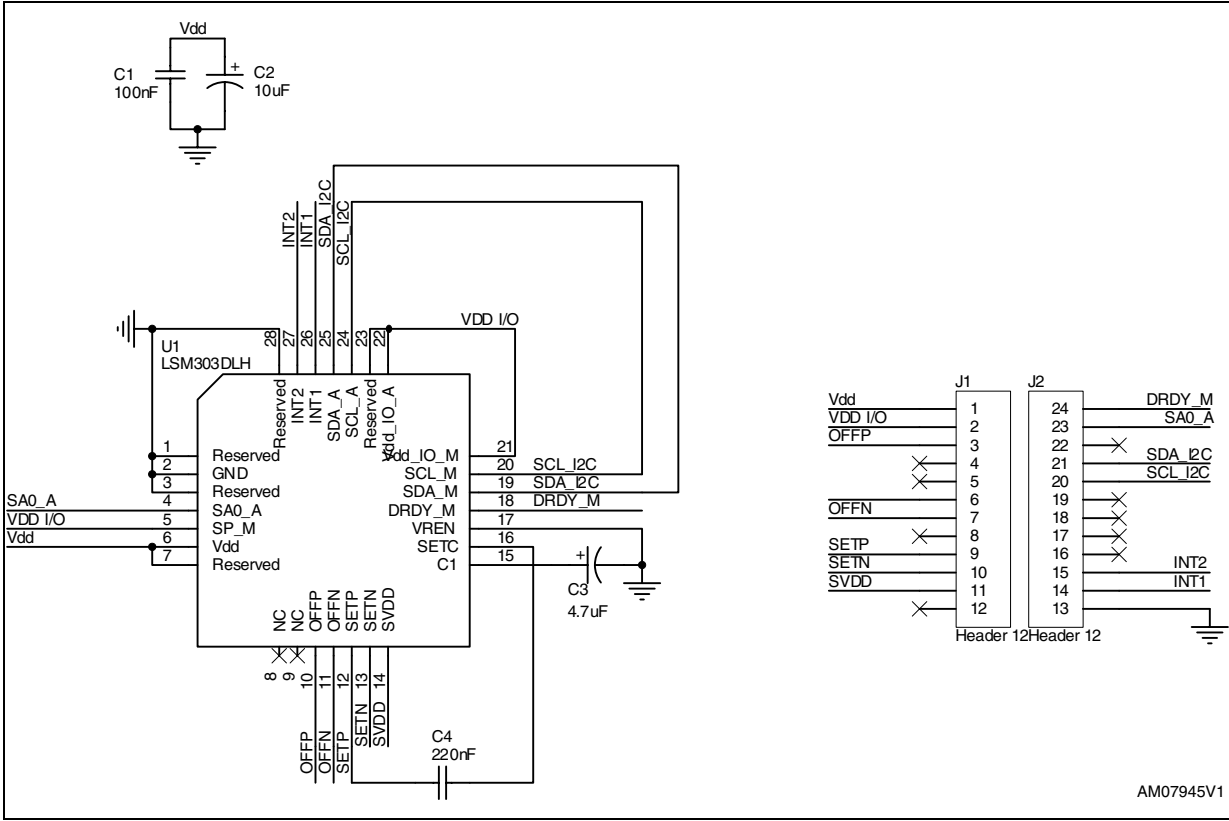 Vdd
C1
100nF
+
C2
10uF
INT2
INT1
SDA_I2C
SCL_I2C
VDD I/O
U1
LSM303DLH
28
27
26
25
24
23
22
Reserved
INT2
INT1
SDA_A
SCL_A
Reserved
Vdd_IO_A
1 Reserved
2 GND
3 Reserved
SA0_A 4 SA0_A
VDD I/O 5 SP_M
Vdd 6 Vdd
7 Reserved
Vdd_IO_M 21
SCL_M 20 SCL_I2C
SDA_M 19 SDA_I2C
DRDY_M 18 DRDY_M
VREN 17
SETC 16
C1 15
+
C3
4.7uF
NC
NC
OFFP
OFFN
SETP
SETN
SVDD
8
9
10
11
12
13
14
OFFP
OFFN
SETP
SETN
SVDD
C4
220nF
J1
Vdd 1
VDD I/O 2
OFFP 3
4
5
6
OFFN 7
8
SETP 9
SETN 10
SVDD 11
12
Header 12
J2
24 DRDY_M
23 SA0_A
22
21 SDA_I2C
20 SCL_I2C
19
18
17
16
15 INT2
14 INT1
13
Header 12
AM07945V1